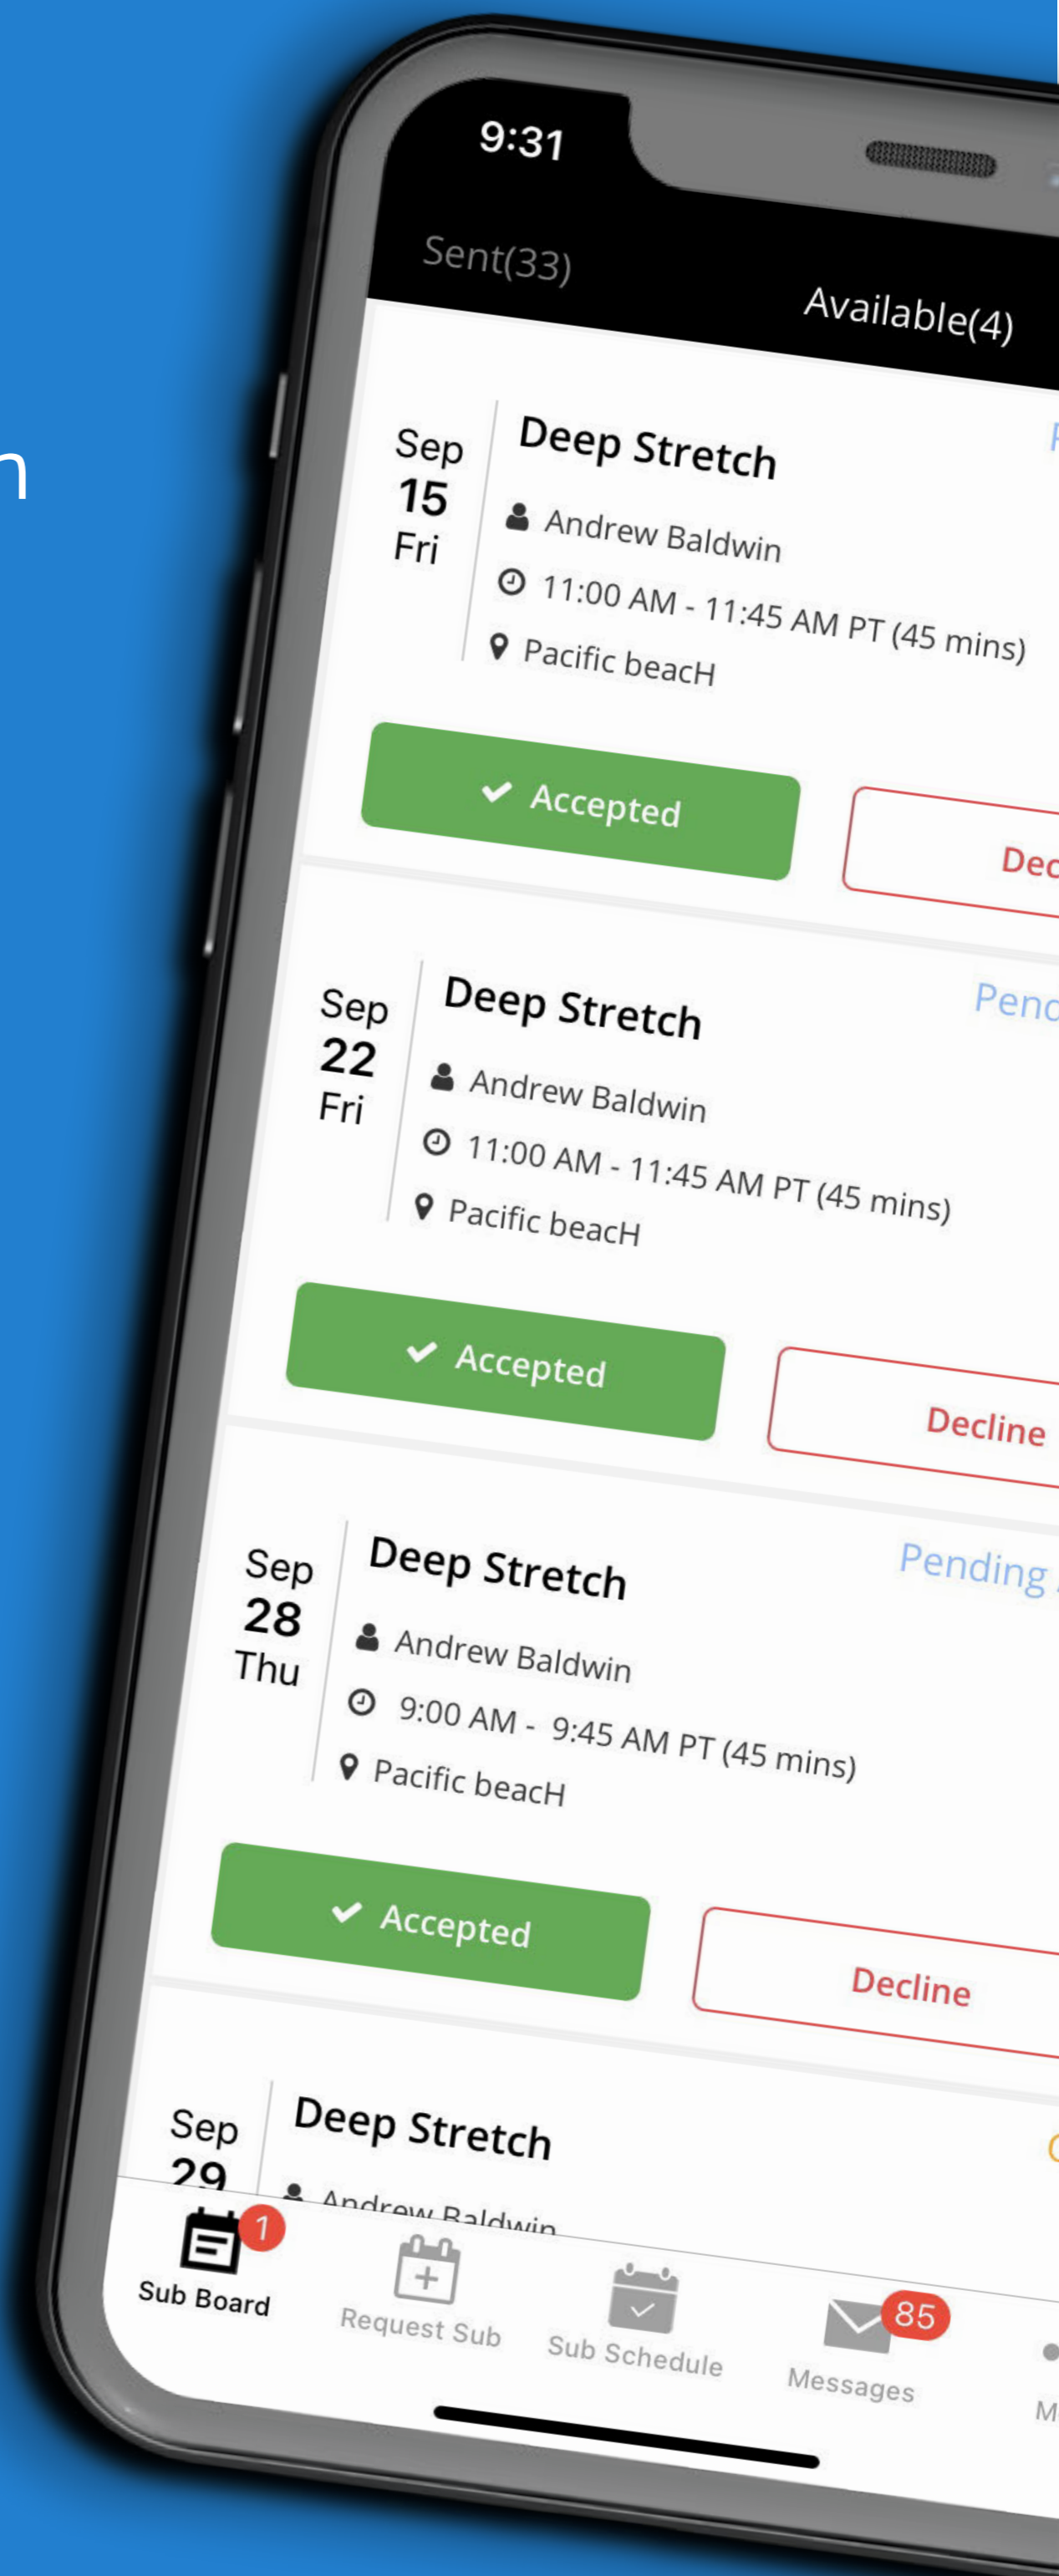 9:31
Sent(33)
Available(4)
n
Sep
15
Fri
Deep Stretch
Andrew Baldwin
11:00 AM - 11:45 AM PT (45 mins)
Pacific beacH
Accepted
Sep
22
Fri
Deep Stretch
Andrew Baldwin
11:00 AM - 11:45 AM PT (45 mins)
Pacific beacH
Accepted
Decline
Sep
28
Thu
Deep Stretch
Pending
Andrew Baldwin
9:00 AM - 9:45 AM PT (45 mins)
Pacific beacH
Accepted
Decline
Sep
29
Deep Stretch
Andrew Baldwin
1
Sub Board
Request Sub
Sub Schedule
85
Messages